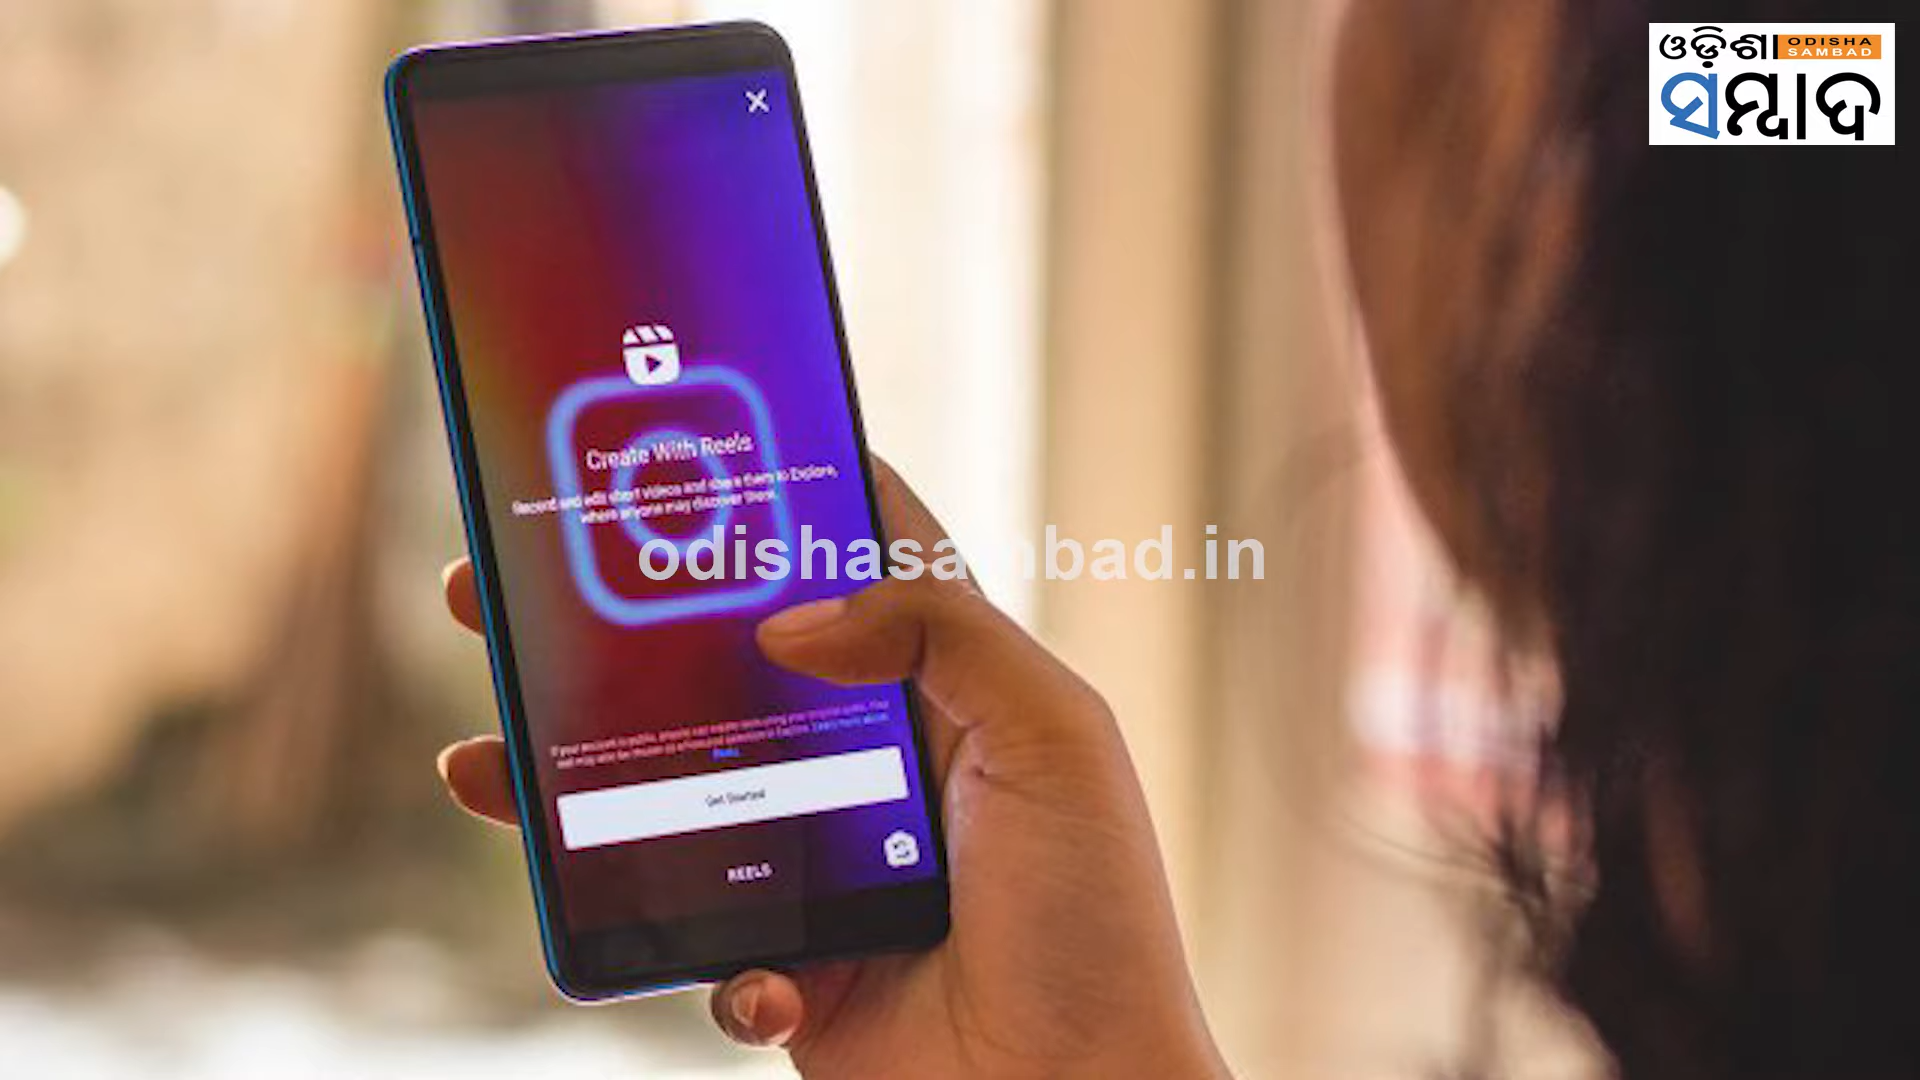 ଓଡ଼ିଶା ODISHA
SAMBAD
ସମ୍ବାଦ
Create With Reels
Record and edit short videos and share them to Explore,
where anyone may discover them.
odishasambad.in
Get Started
REELS